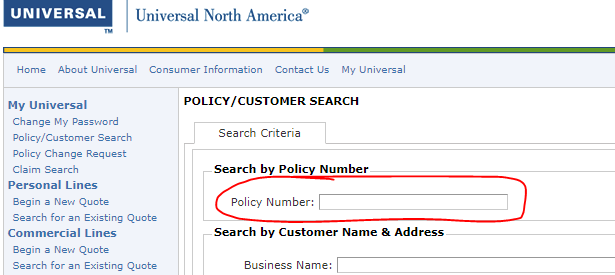 UNIVERSAL
TM
Universal North America®
Home About Universal Consumer Information Contact Us My Universal
My Universal
Change My Password
Policy/Customer Search
Policy Change Request
Claim Search
Personal Lines
Begin a New Quote
Search for an Existing Quote
Commercial Lines
Begin a New Quote
Search for an Existing Quote
POLICY/CUSTOMER SEARCH
Search Criteria
Search by Policy Number
Policy Number:
Search by Customer Name & Address
Business Name: